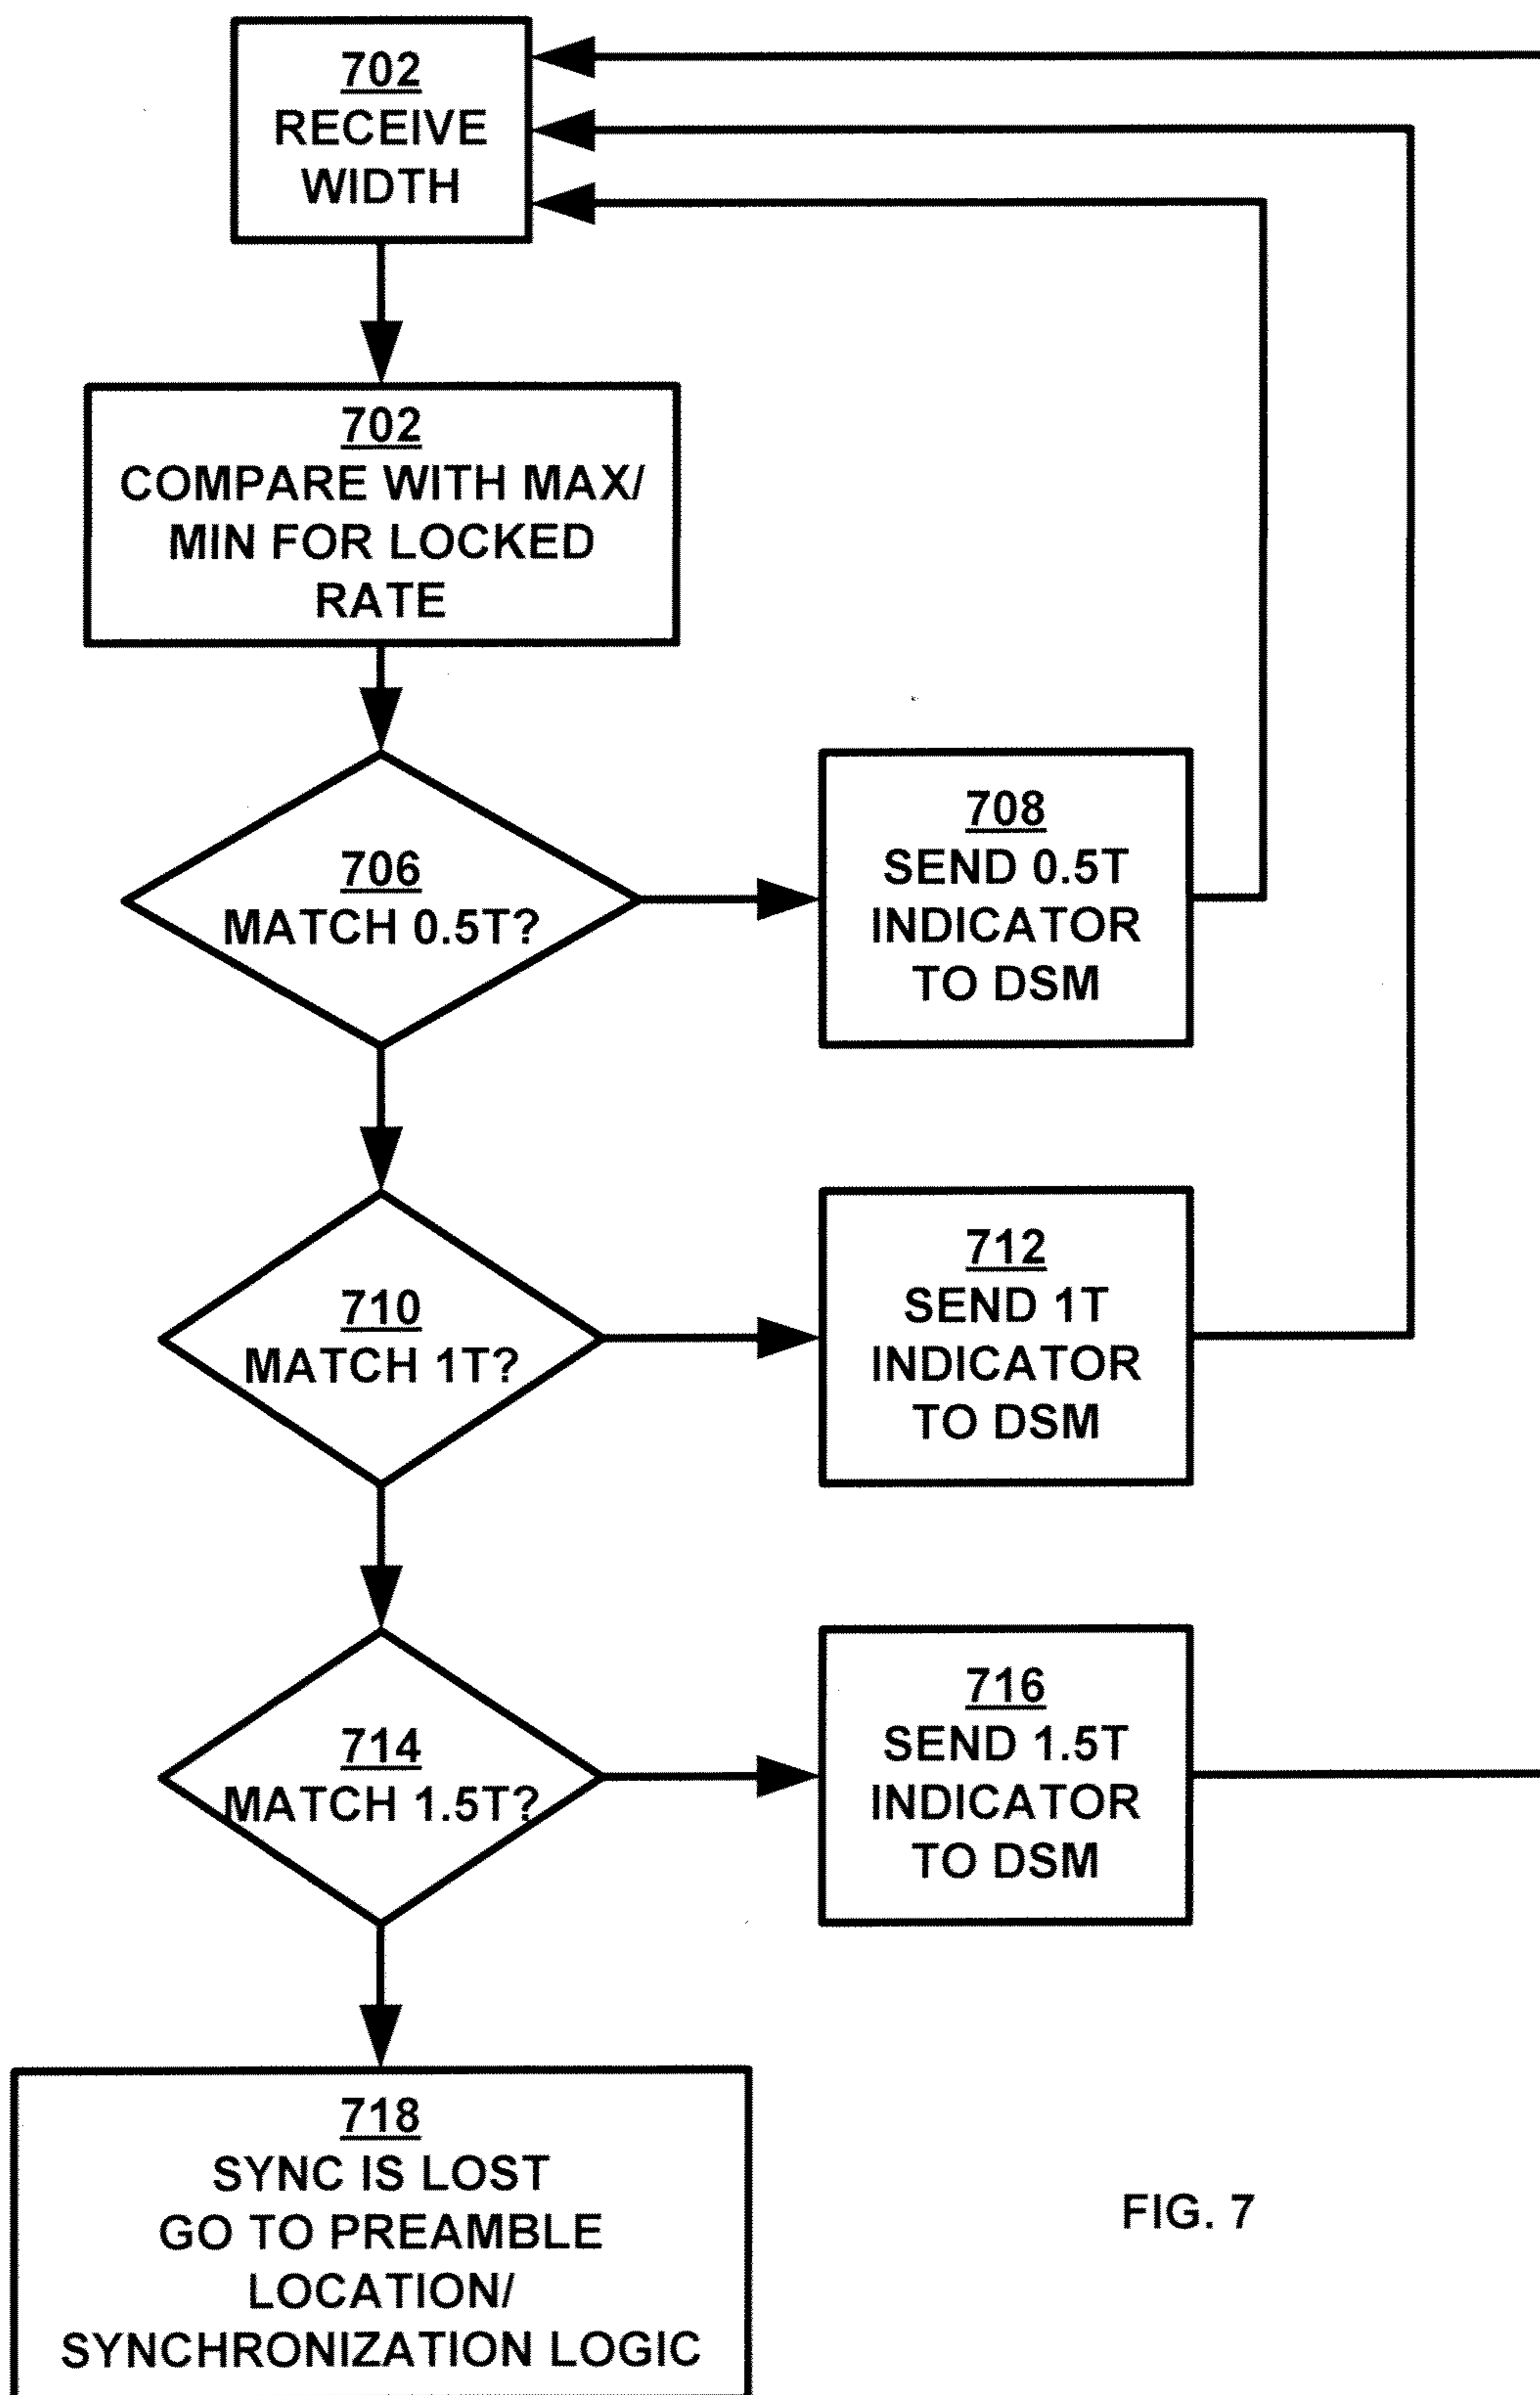 702
RECEIVE
WIDTH
702
COMPARE WITH MAX/
MIN FOR LOCKED
RATE
706
MATCH 0.5T?
708
SEND 0.5T
INDICATOR
TO DSM
710
MATCH 1T?
712
SEND 1T
INDICATOR
TO DSM
714
MATCH 1.5T?
716
SEND 1.5T
INDICATOR
TO DSM
718
SYNC IS LOST
GO TO PREAMBLE
LOCATION/
SYNCHRONIZATION LOGIC
FIG. 7